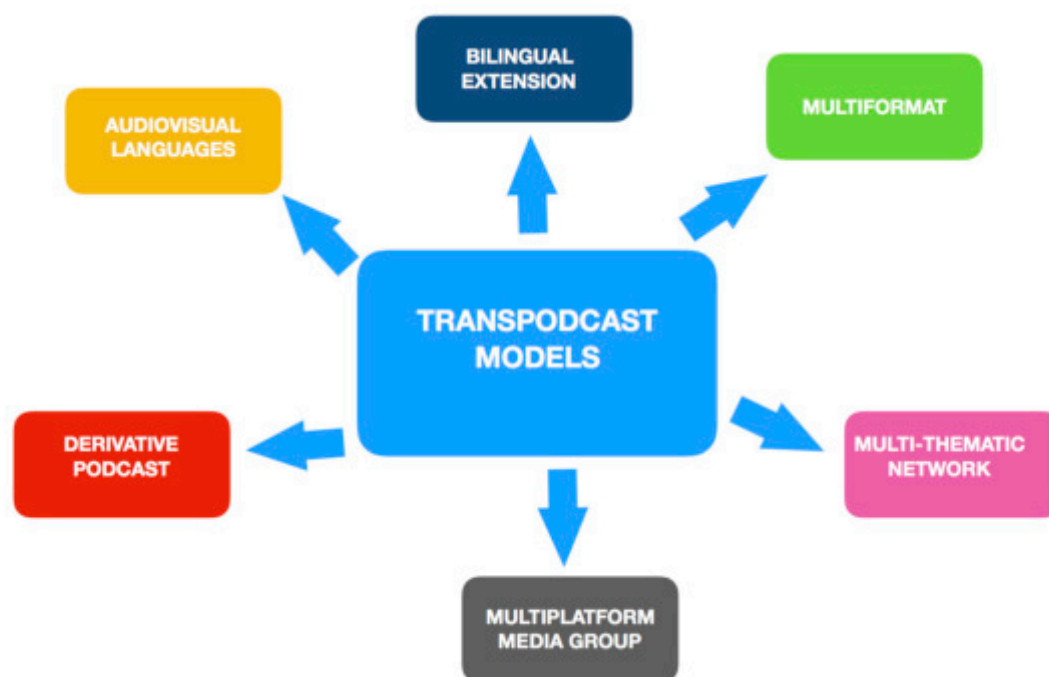 BILINGUAL
EXTENSION
MULTIFORMAT
AUDIOVISUAL
LANGUAGES
TRANSPODCAST
MODELS
DERIVATIVE
PODCAST
MULTI-THEMATIC
NETWORK
MULTIPLATFORM
MEDIA GROUP